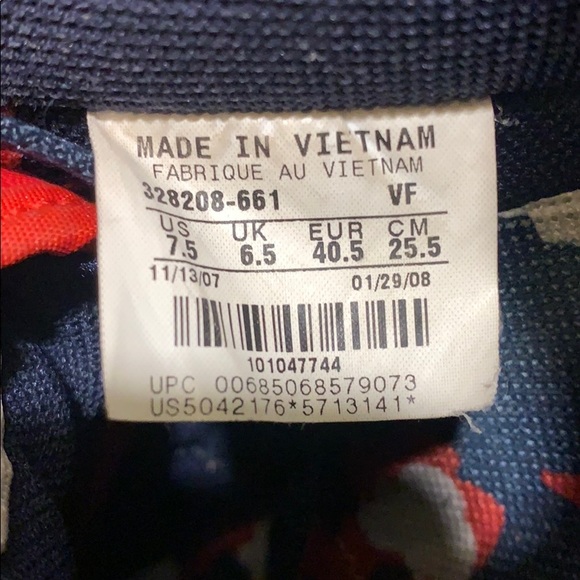 MADE IN VIETNAM
FABRIQUE AU VIETNAM
328208-661 VF
US UK EUR CM
7.5 6.5 40.5 25.5
11/13/07 01/29/08
101047744
UPC 00685068579073
US5042176*5713141*